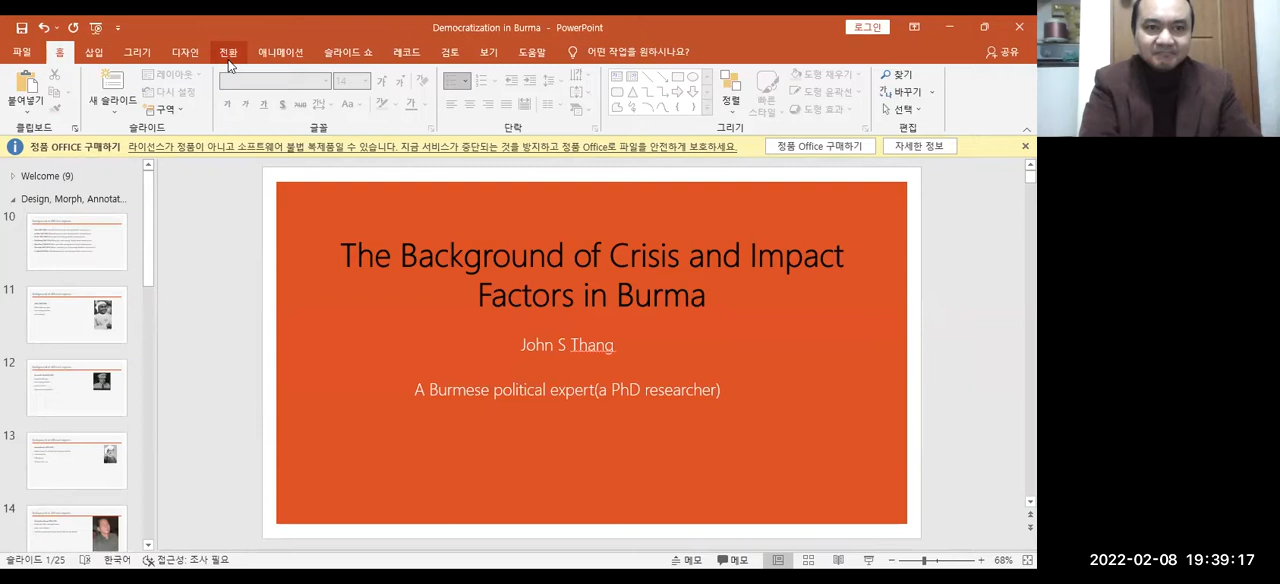 Democratization in Burma - PowerPoint
로그인
파일 홈 삽입 그리기 디자인 전환 애니메이션 슬라이드 쇼 레코드 검토 보기 도움말 어떤 작업을 원하시나요? 공유
붙여넣기
새 슬라이드
레이아웃
다시 설정
구역
14
정렬
빠른 스타일
도형 채우기
도형 윤곽선
도형 효과
찾기
바꾸기
선택
클립보드 슬라이드 글꼴 단락 그리기 편집
정품 OFFICE 구매하기 라이선스가 정품이 아니고 소프트웨어 불법 복제품일 수 있습니다. 지금 서비스가 중단되는 것을 방지하고 정품 Office로 파일을 안전하게 보호하세요. 정품 Office 구매하기 자세한 정보
Welcome (9)
Design, Morph, Annotat...
10
11
12
13
14
The Background of Crisis and Impact
Factors in Burma
John S Thang
A Burmese political expert(a PhD researcher)
슬라이드 1/25 한국어 접근성: 조사 필요 메모 메모 68%
2022-02-08 19:39:17